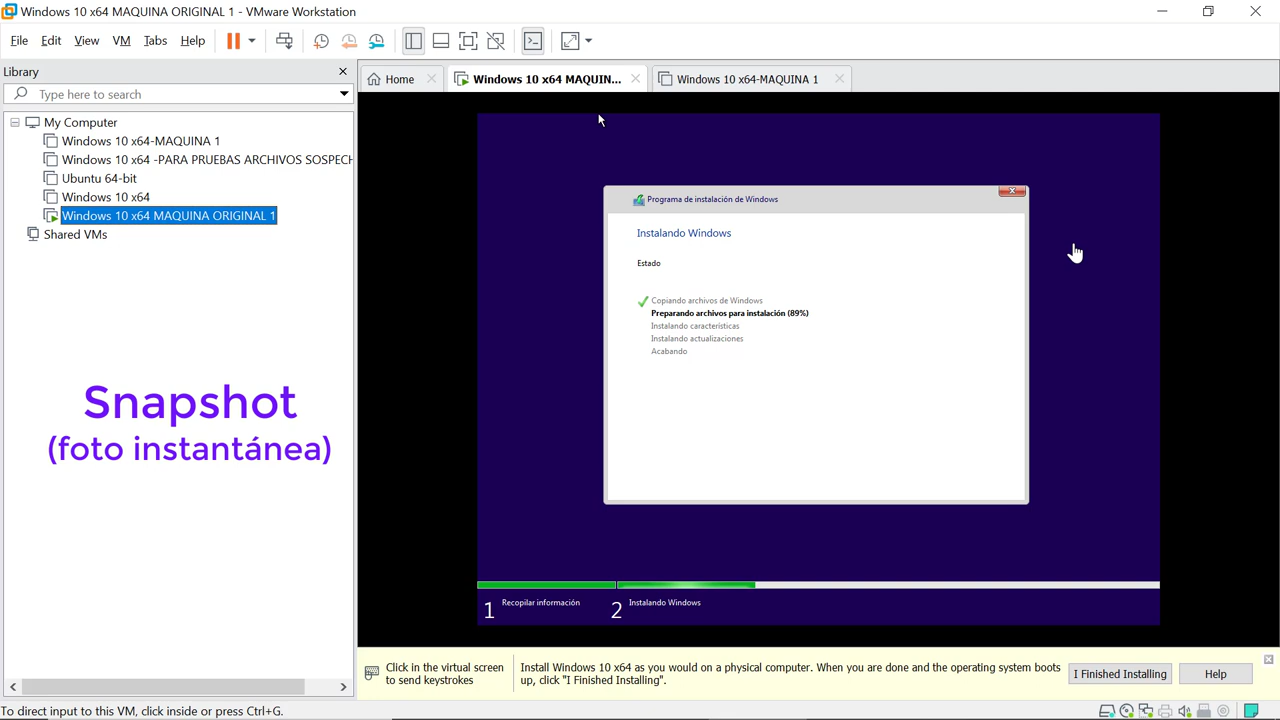 Windows 10 x64 MAQUINA ORIGINAL 1 - VMware Workstation
File Edit View VM Tabs Help
Library
Type here to search
Home
Windows 10 x64 MAQUIN...
Windows 10 x64-MAQUINA 1
My Computer
Windows 10 x64-MAQUINA 1
Windows 10 x64 -PARA PRUEBAS ARCHIVOS SOSPECH
Ubuntu 64-bit
Windows 10 x64
Windows 10 x64 MAQUINA ORIGINAL 1
Shared VMs
Snapshot
(foto instantánea)
Programa de instalación de Windows
Instalando Windows
Estado
Copiando archivos de Windows
Preparando archivos para instalación (89%)
Instalando características
Instalando actualizaciones
Acabando
1 Recopilar información
2 Instalando Windows
Click in the virtual screen
to send keystrokes
Install Windows 10 x64 as you would on a physical computer. When you are done and the operating system boots
up, click "I Finished Installing".
I Finished Installing
Help
To direct input to this VM, click inside or press Ctrl+G.